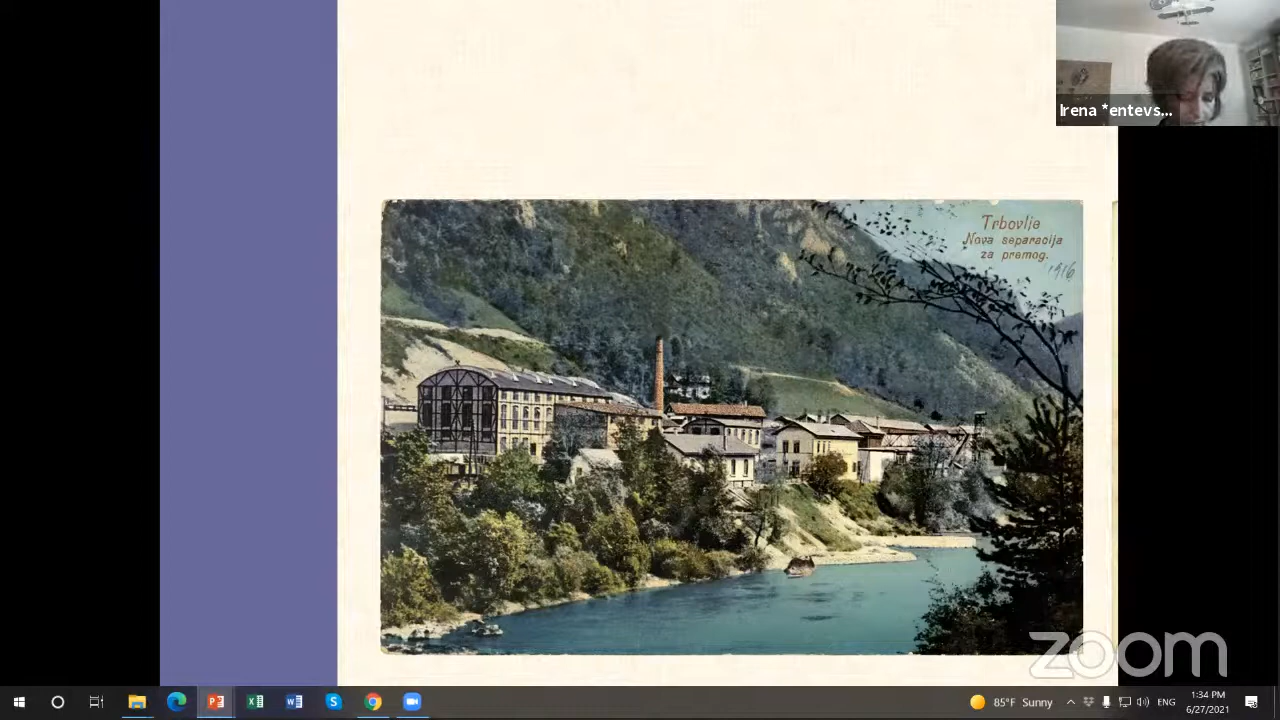 Irena *entevs...
Trbovlje
Nova separacija
za premog.
1916
zoom
85°F Sunny
ENG
1:34 PM
6/27/2021